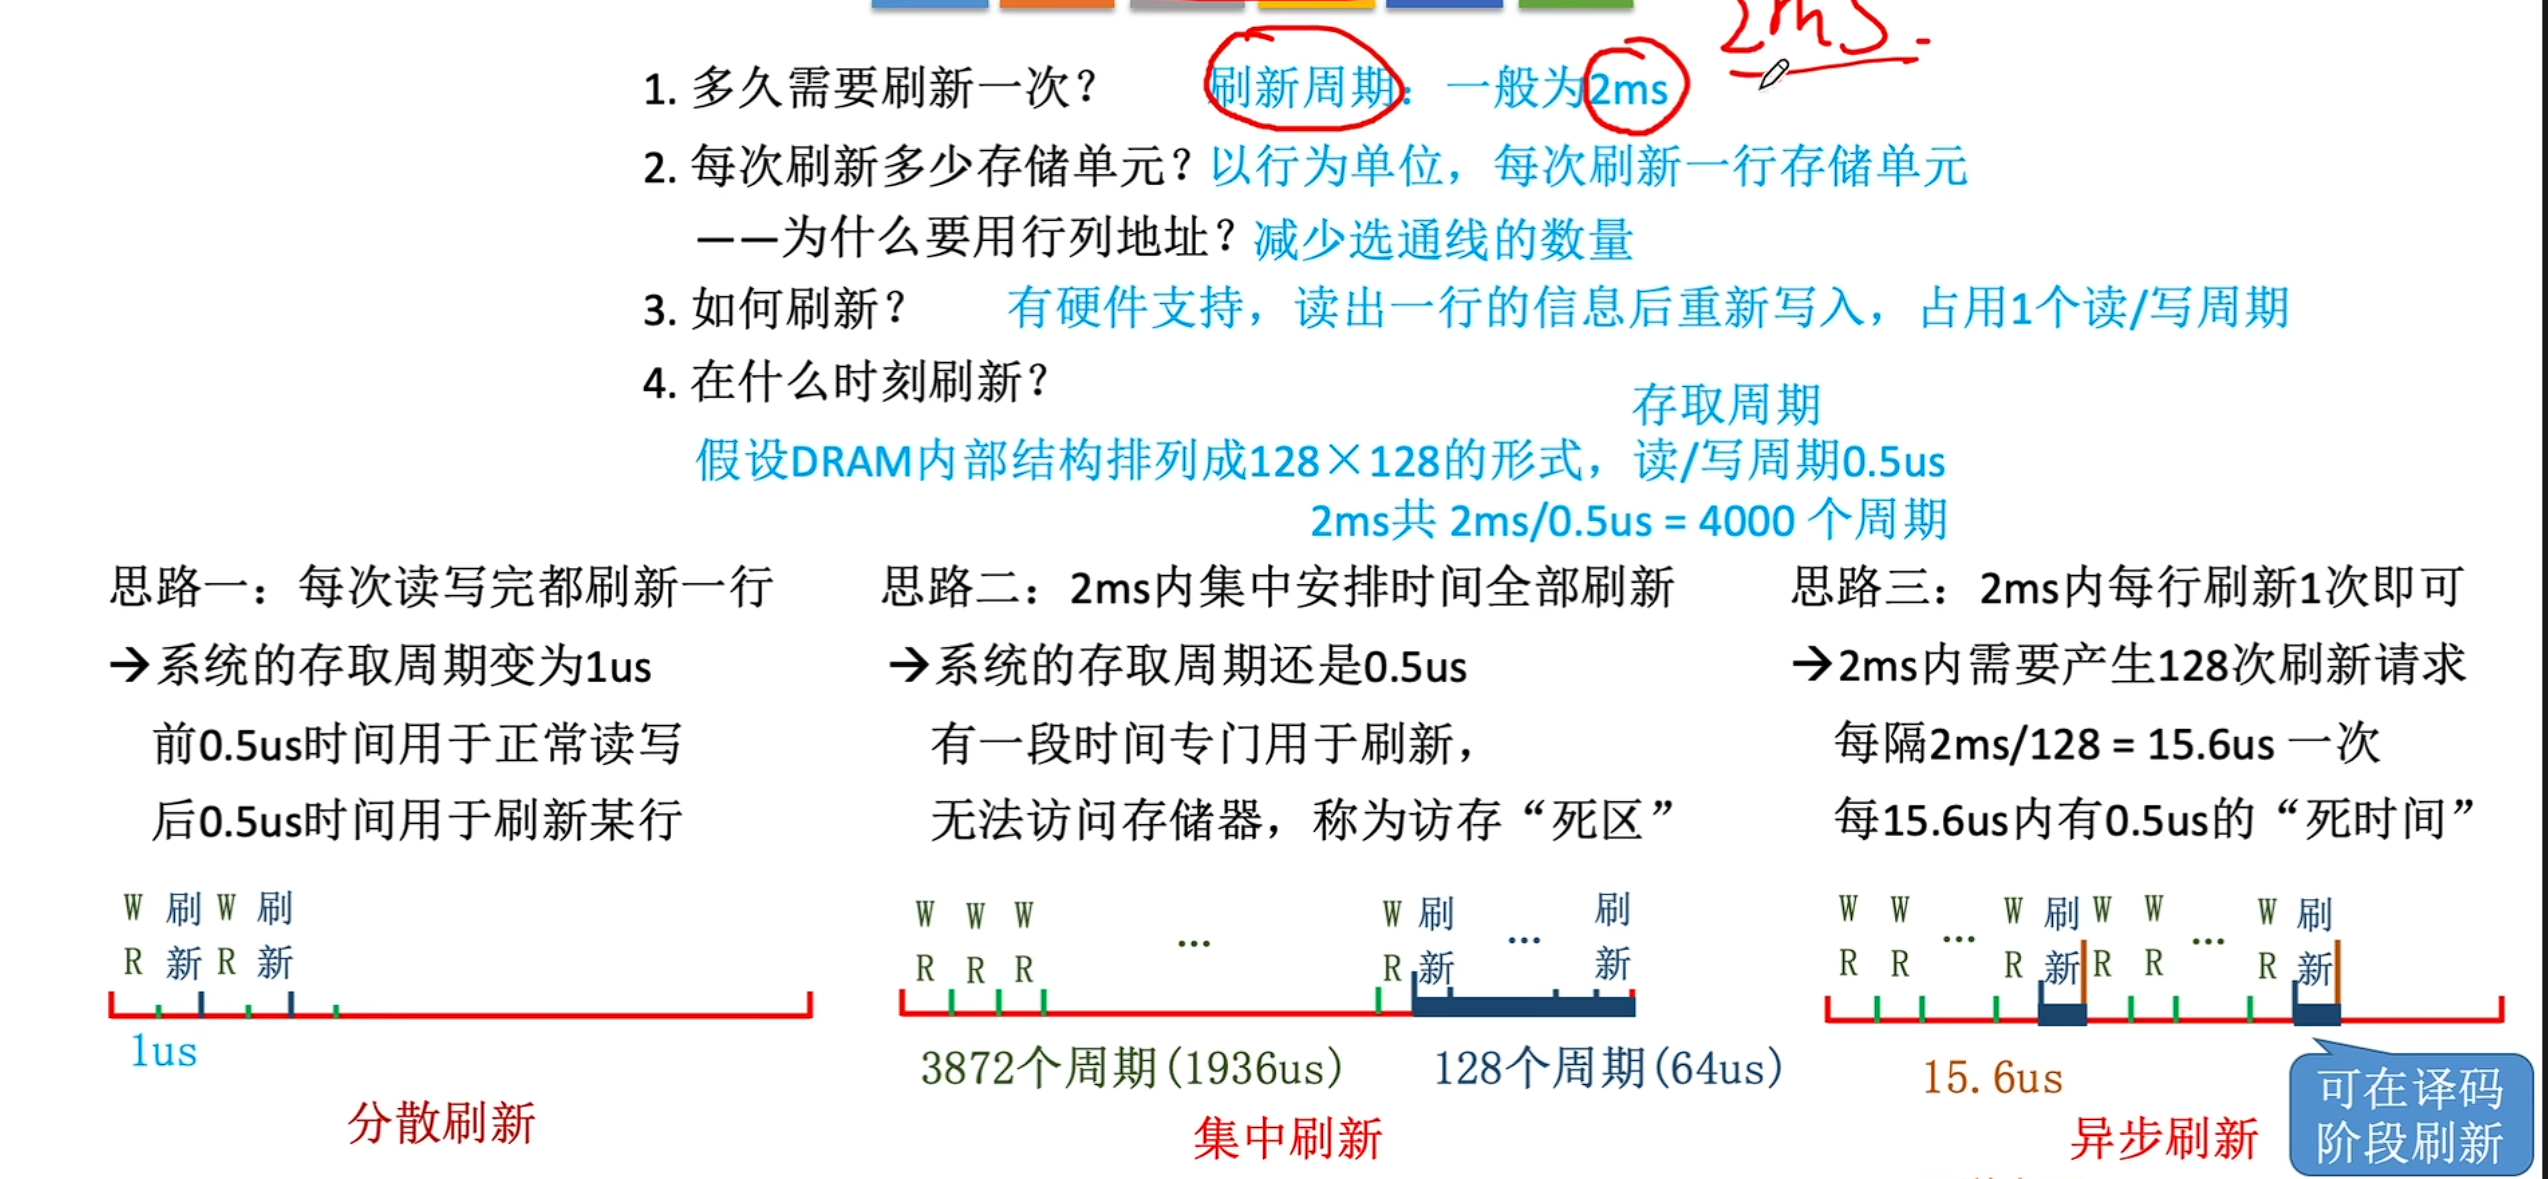 2ms
1. 多久需要刷新一次？ 刷新周期：一般为2ms
2. 每次刷新多少存储单元？以行为单位，每次刷新一行存储单元
——为什么要用行列地址？减少选通线的数量
3. 如何刷新？ 有硬件支持，读出一行的信息后重新写入，占用1个读/写周期
4. 在什么时刻刷新？
存取周期
假设DRAM内部结构排列成128×128的形式，读/写周期0.5us
2ms共 2ms/0.5us = 4000 个周期
思路一：每次读写完都刷新一行
→系统的存取周期变为1us
前0.5us时间用于正常读写
后0.5us时间用于刷新某行
W 刷 W 刷
R 新 R 新
1us
分散刷新
思路二：2ms内集中安排时间全部刷新
→系统的存取周期还是0.5us
有一段时间专门用于刷新，
无法访问存储器，称为访存“死区”
W W W ... W 刷 ... 刷
R R R R 新 新
3872个周期(1936us) 128个周期(64us)
集中刷新
思路三：2ms内每行刷新1次即可
→2ms内需要产生128次刷新请求
每隔2ms/128 = 15.6us 一次
每15.6us内有0.5us的“死时间”
W W ... W 刷 W W ... W 刷
R R R 新 R R R 新
15.6us
异步刷新
可在译码
阶段刷新